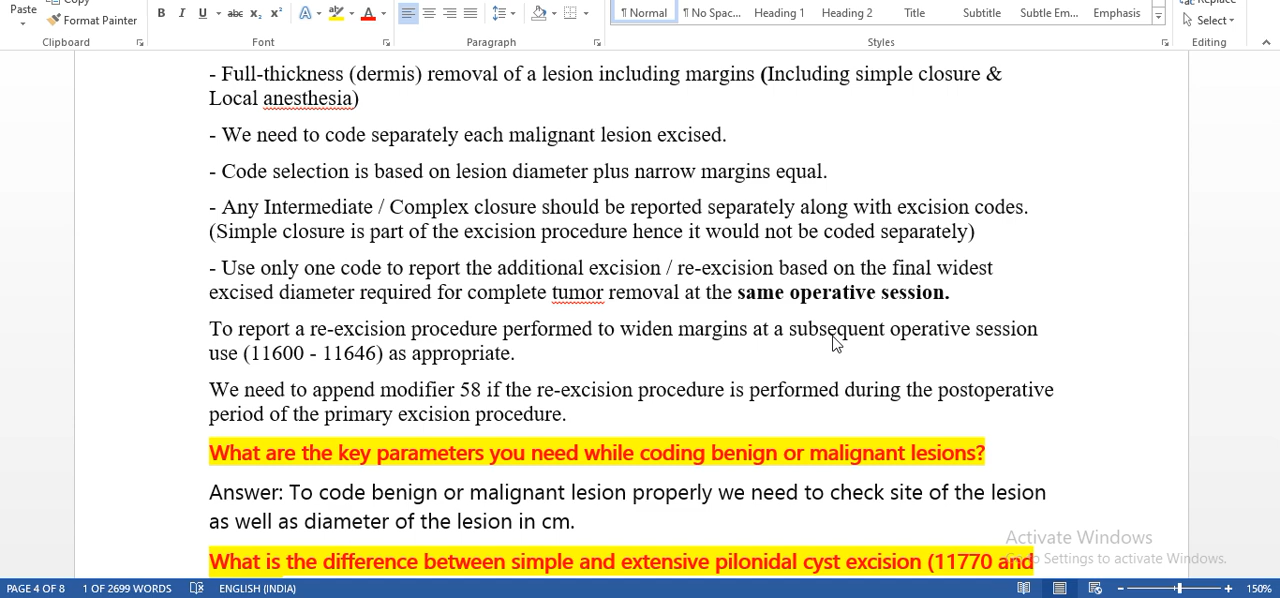 Paste
Copy
Format Painter
Clipboard
B I U abc x₂ x² A aby A
Font
Paragraph
¶ Normal ¶ No Spac... Heading 1 Heading 2 Title Subtitle Subtle Em... Emphasis
Styles
Replace
Select
Editing
- Full-thickness (dermis) removal of a lesion including margins (Including simple closure &
Local anesthesia)
- We need to code separately each malignant lesion excised.
- Code selection is based on lesion diameter plus narrow margins equal.
- Any Intermediate / Complex closure should be reported separately along with excision codes.
(Simple closure is part of the excision procedure hence it would not be coded separately)
- Use only one code to report the additional excision / re-excision based on the final widest
excised diameter required for complete tumor removal at the same operative session.
To report a re-excision procedure performed to widen margins at a subsequent operative session
use (11600 - 11646) as appropriate.
We need to append modifier 58 if the re-excision procedure is performed during the postoperative
period of the primary excision procedure.
What are the key parameters you need while coding benign or malignant lesions?
Answer: To code benign or malignant lesion properly we need to check site of the lesion
as well as diameter of the lesion in cm.
What is the difference between simple and extensive pilonidal cyst excision (11770 and
Activate Windows
Go to Settings to activate Windows.
PAGE 4 OF 8 1 OF 2699 WORDS ENGLISH (INDIA) 150%